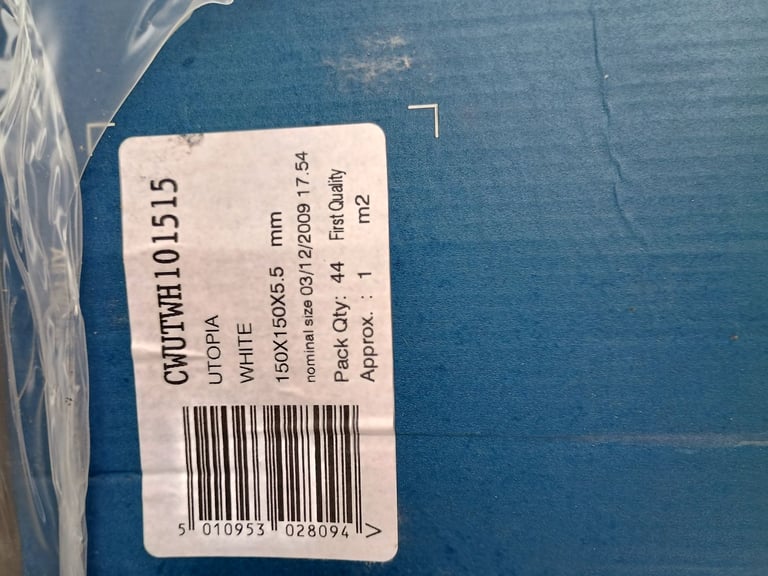 CWUTWH101515
UTOPIA
WHITE
150X150X5.5 mm
nominal size 03/12/2009 17.54
Pack Qty: 44 First Quality
Approx. : 1 m2
5 010953 028094 >